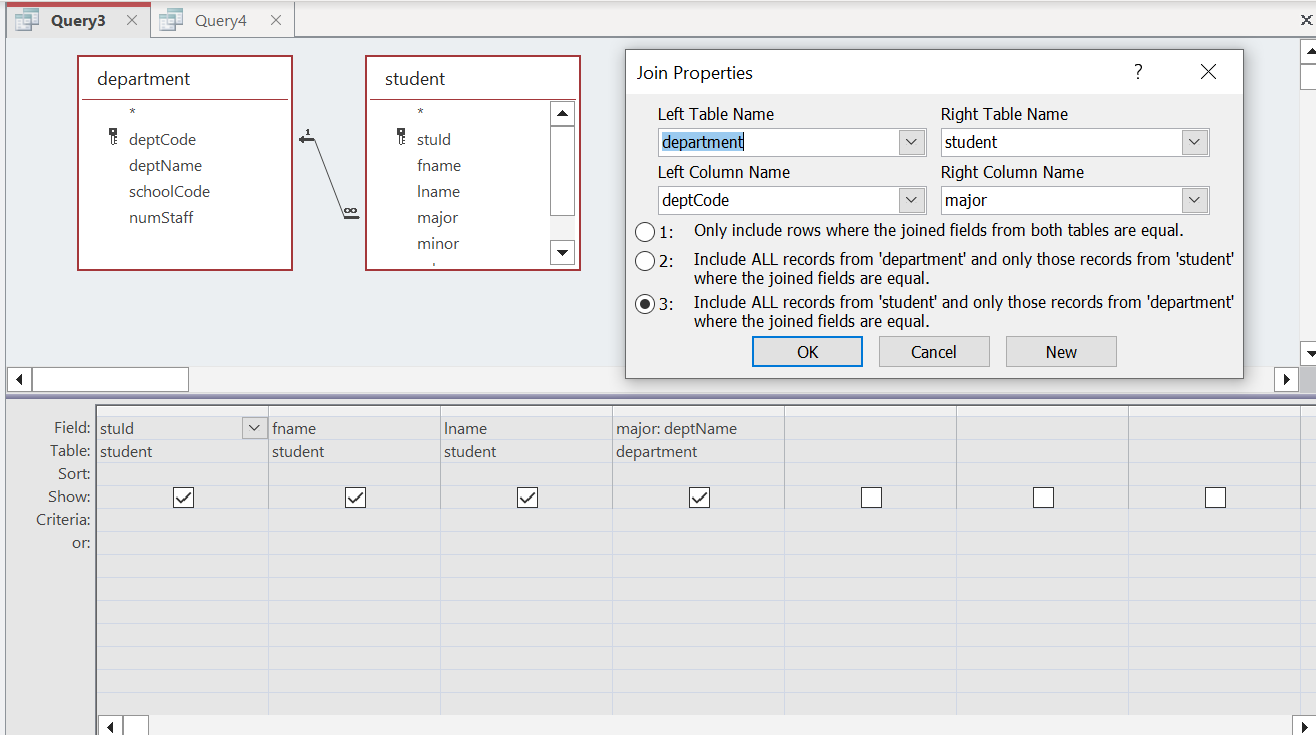 Query3
Query4
department
*
deptCode
deptName
schoolCode
numStaff
1
∞
student
*
stuId
fname
lname
major
minor
Join Properties
?
Left Table Name
Right Table Name
department
student
Left Column Name
Right Column Name
deptCode
major
1: Only include rows where the joined fields from both tables are equal.
2: Include ALL records from 'department' and only those records from 'student'
where the joined fields are equal.
3: Include ALL records from 'student' and only those records from 'department'
where the joined fields are equal.
OK
Cancel
New
Field: stuId fname lname major: deptName
Table: student student student department
Sort:
Show:
Criteria:
or: